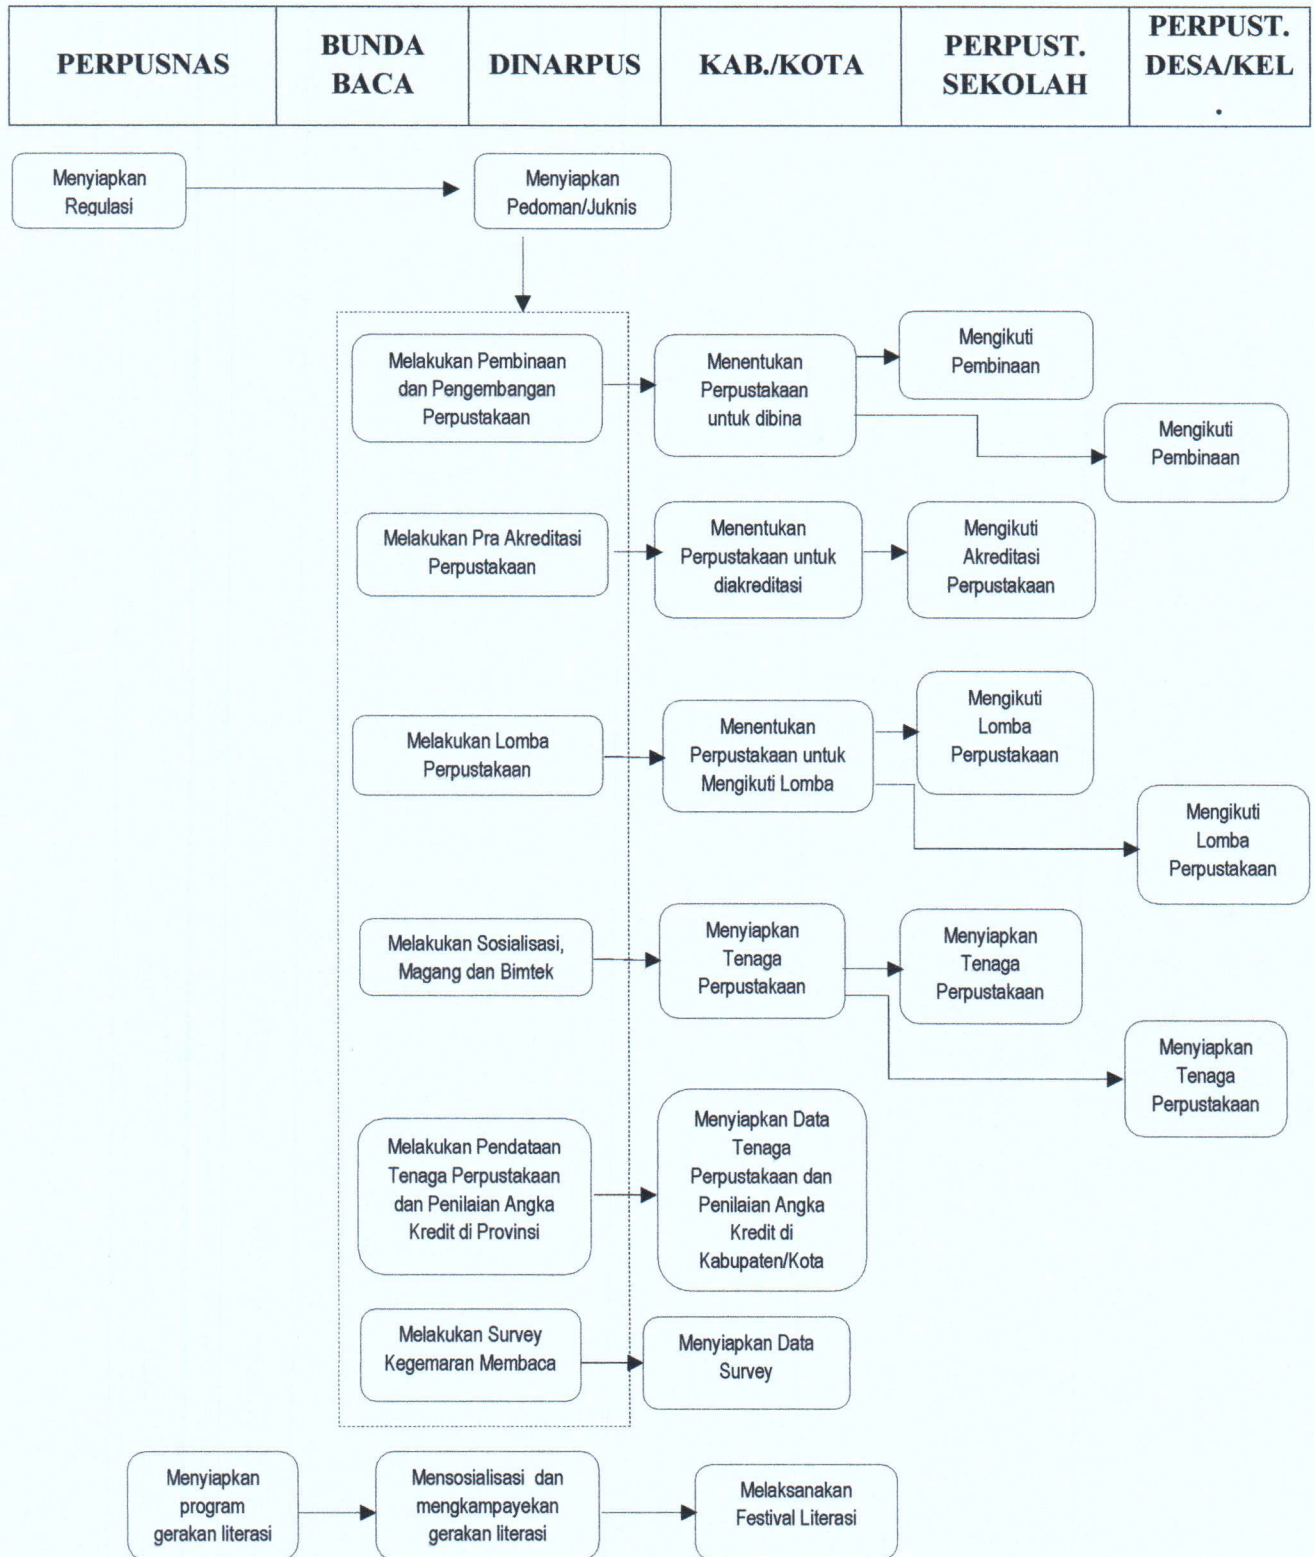 PERPUSNAS
BUNDA
BACA
DINARPUS
KAB./KOTA
PERPUST.
SEKOLAH
PERPUST.
DESA/KEL
.
Menyiapkan
Regulasi
Menyiapkan
Pedoman/Juknis
Melakukan Pembinaan
dan Pengembangan
Perpustakaan
Menentukan
Perpustakaan
untuk dibina
Mengikuti
Pembinaan
Mengikuti
Pembinaan
Melakukan Pra Akreditasi
Perpustakaan
Menentukan
Perpustakaan untuk
diakreditasi
Mengikuti
Akreditasi
Perpustakaan
Melakukan Lomba
Perpustakaan
Menentukan
Perpustakaan untuk
Mengikuti Lomba
Mengikuti
Lomba
Perpustakaan
Mengikuti
Lomba
Perpustakaan
Melakukan Sosialisasi,
Magang dan Bimtek
Menyiapkan
Tenaga
Perpustakaan
Menyiapkan
Tenaga
Perpustakaan
Menyiapkan
Tenaga
Perpustakaan
Melakukan Pendataan
Tenaga Perpustakaan
dan Penilaian Angka
Kredit di Provinsi
Menyiapkan Data
Tenaga
Perpustakaan dan
Penilaian Angka
Kredit di
Kabupaten/Kota
Melakukan Survey
Kegemaran Membaca
Menyiapkan Data
Survey
Menyiapkan
program
gerakan literasi
Mensosialisasi dan
mengkampayekan
gerakan literasi
Melaksanakan
Festival Literasi